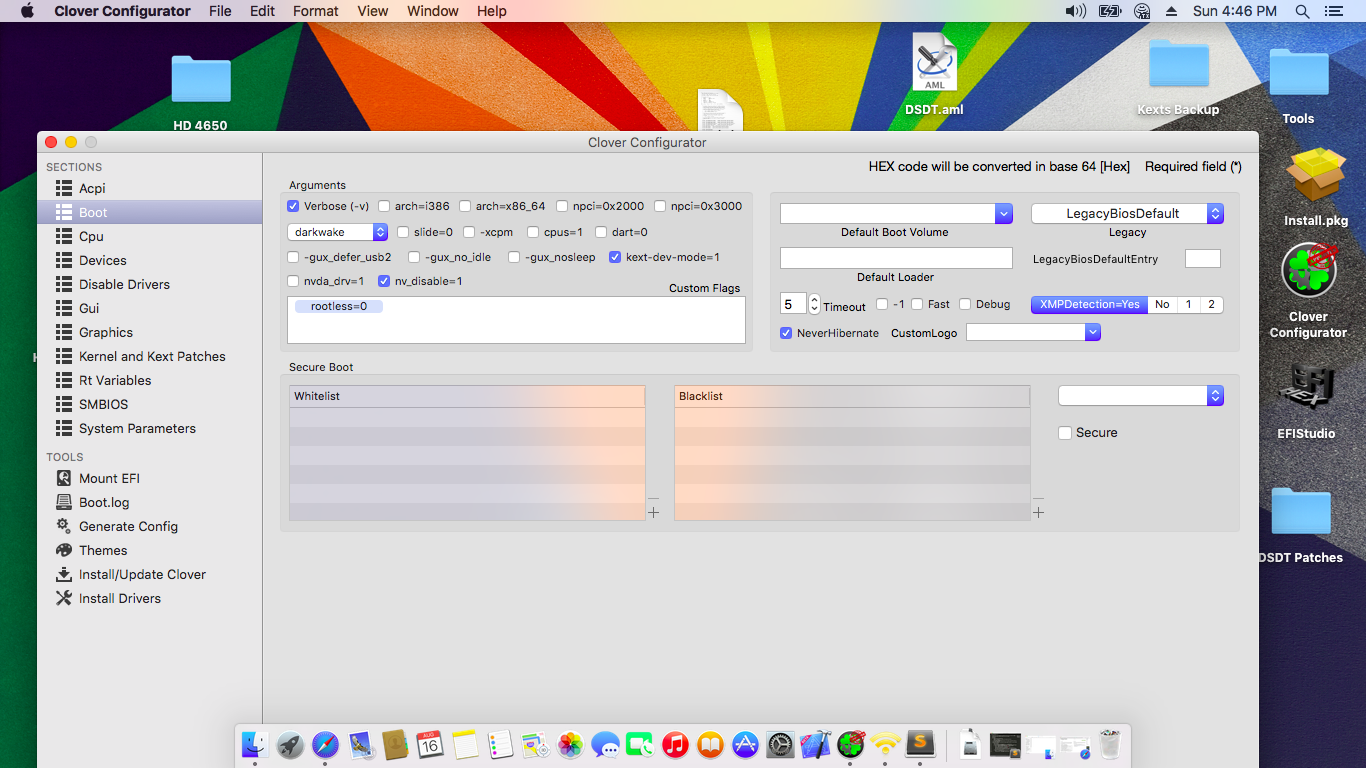 Clover Configurator File Edit Format View Window Help Sun 4:46 PM
AML
HD 4650
DSDT.aml
Kexts Backup
Tools
Clover Configurator
SECTIONS
Acpi
Boot
Cpu
Devices
Disable Drivers
Gui
Graphics
Kernel and Kext Patches
Rt Variables
SMBIOS
System Parameters
TOOLS
Mount EFI
Boot.log
Generate Config
Themes
Install/Update Clover
Install Drivers
HEX code will be converted in base 64 [Hex] Required field (*)
Arguments
Verbose (-v) arch=i386 arch=x86_64 npci=0x2000 npci=0x3000
darkwake slide=0 -xcpm cpus=1 dart=0
-gux_defer_usb2 -gux_no_idle -gux_nosleep kext-dev-mode=1
nvda_drv=1 nv_disable=1
Custom Flags
rootless=0
LegacyBiosDefault
Default Boot Volume Legacy
LegacyBiosDefaultEntry
Default Loader
5 Timeout -1 Fast Debug XMPDetection=Yes No 1 2
NeverHibernate CustomLogo
Secure Boot
Whitelist
Blacklist
Secure
Install.pkg
Clover
Configurator
EFI
HEX
EFIStudio
DSDT Patches
AUG
16
S